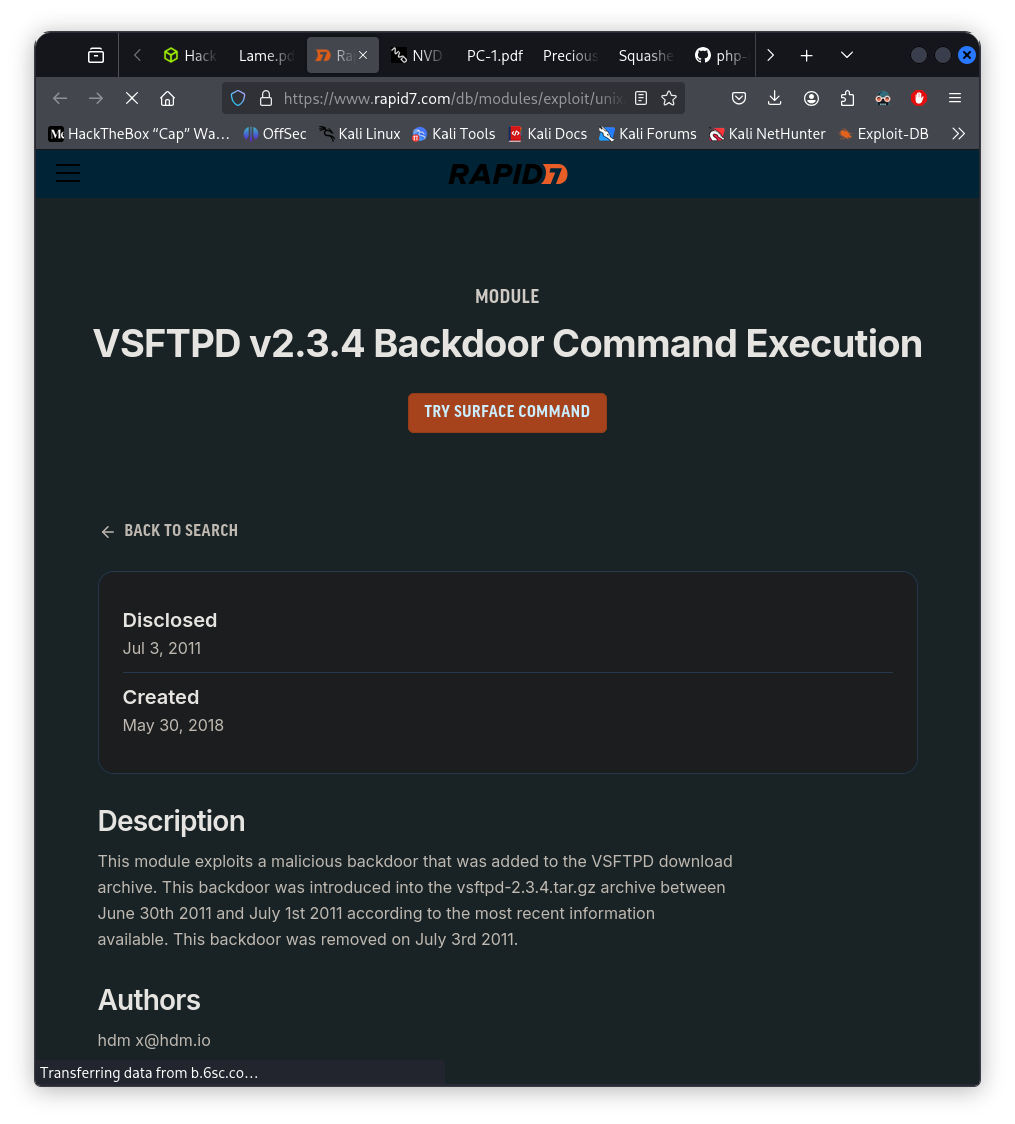 Hack
Lame.pd
Ra
NVD
PC-1.pdf
Precious
Squashe
php-
https://www.rapid7.com/db/modules/exploit/unix
HackTheBox “Cap” Wa…
OffSec
Kali Linux
Kali Tools
Kali Docs
Kali Forums
Kali NetHunter
Exploit-DB
RAPID7
MODULE
VSFTPD v2.3.4 Backdoor Command Execution
TRY SURFACE COMMAND
BACK TO SEARCH
Disclosed
Jul 3, 2011
Created
May 30, 2018
Description
This module exploits a malicious backdoor that was added to the VSFTPD download
archive. This backdoor was introduced into the vsftpd-2.3.4.tar.gz archive between
June 30th 2011 and July 1st 2011 according to the most recent information
available. This backdoor was removed on July 3rd 2011.
Authors
hdm x@hdm.io
Transferring data from b.6sc.co…